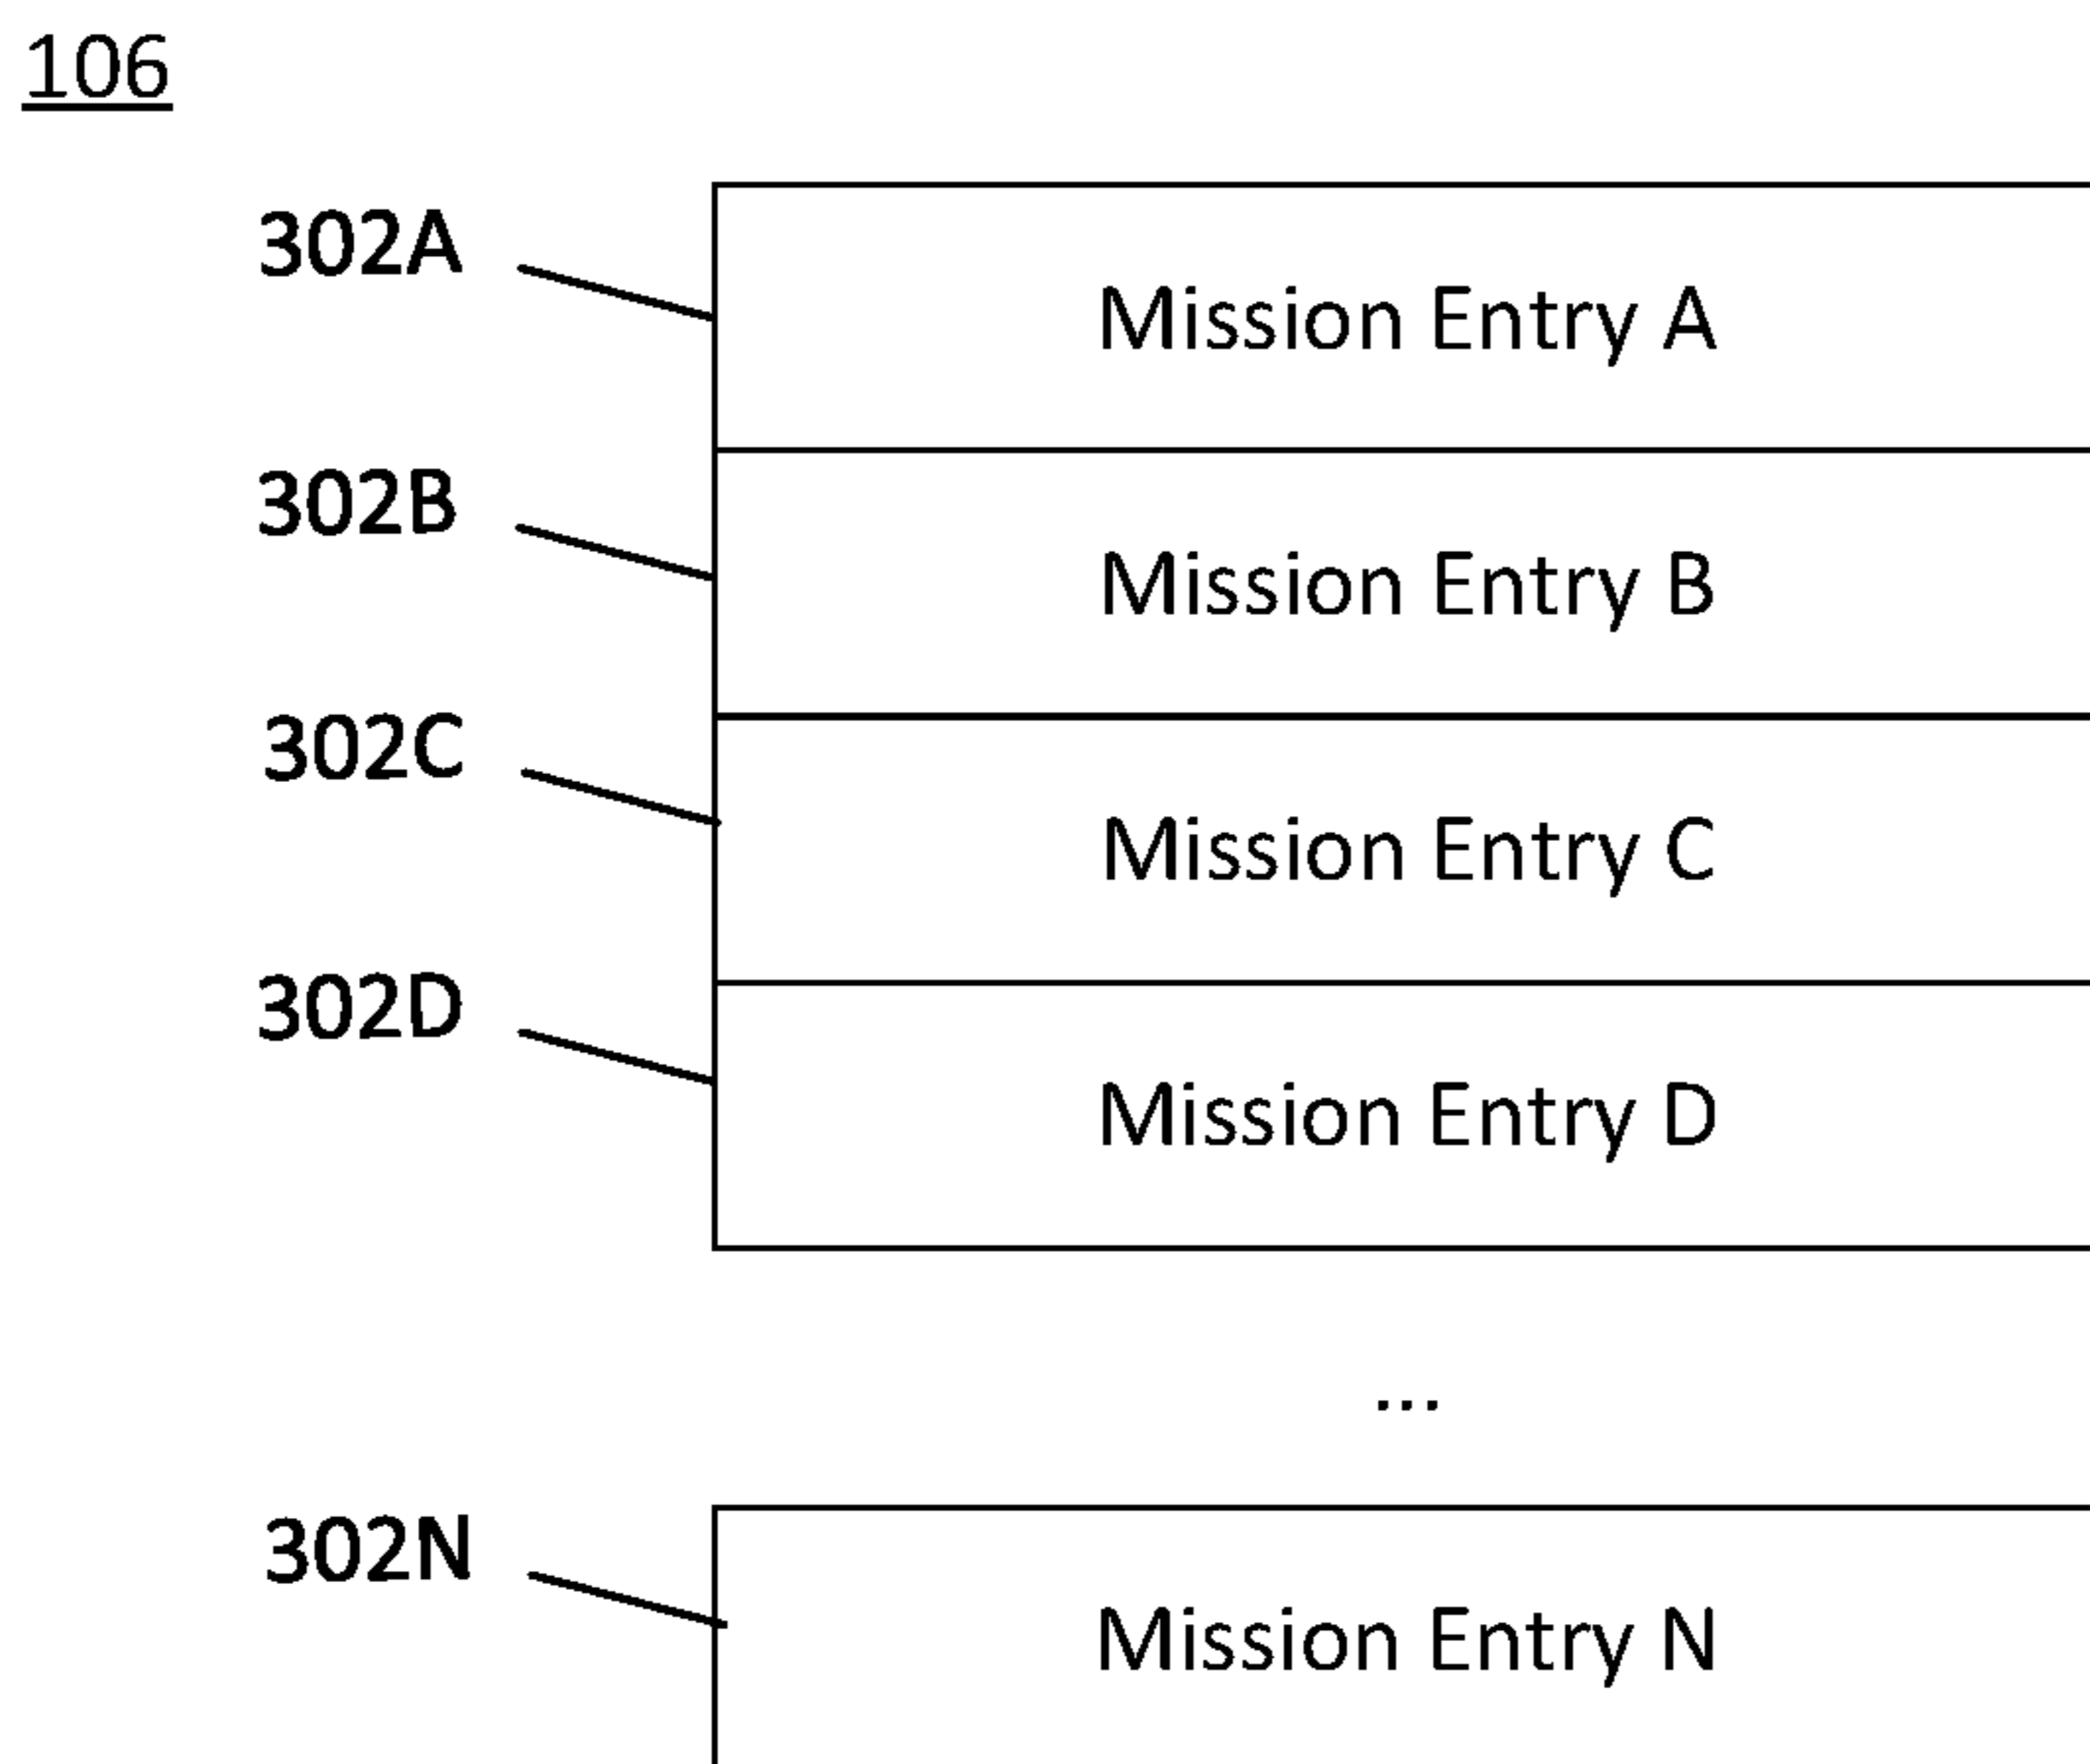 106
302A
Mission Entry A
302B
Mission Entry B
302C
Mission Entry C
302D
Mission Entry D
...
302N
Mission Entry N